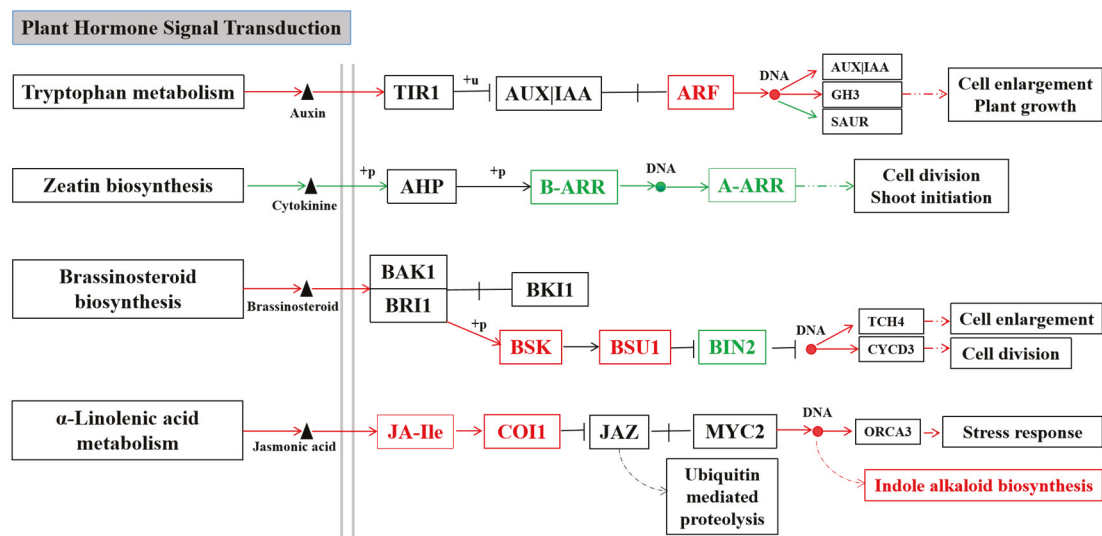 Plant Hormone Signal Transduction
Tryptophan metabolism
Auxin
TIR1
+u
AUX|IAA
ARF
DNA
AUX|IAA
GH3
SAUR
Cell enlargement
Plant growth
Zeatin biosynthesis
Cytokinine
+p
AHP
+p
B-ARR
DNA
A-ARR
Cell division
Shoot initiation
Brassinosteroid
biosynthesis
Brassinosteroid
BAK1
BRI1
BKI1
+p
BSK
BSU1
BIN2
DNA
TCH4
CYCD3
Cell enlargement
Cell division
α-Linolenic acid
metabolism
Jasmonic acid
JA-Ile
COI1
JAZ
MYC2
DNA
ORCA3
Stress response
Ubiquitin
mediated
proteolysis
Indole alkaloid biosynthesis